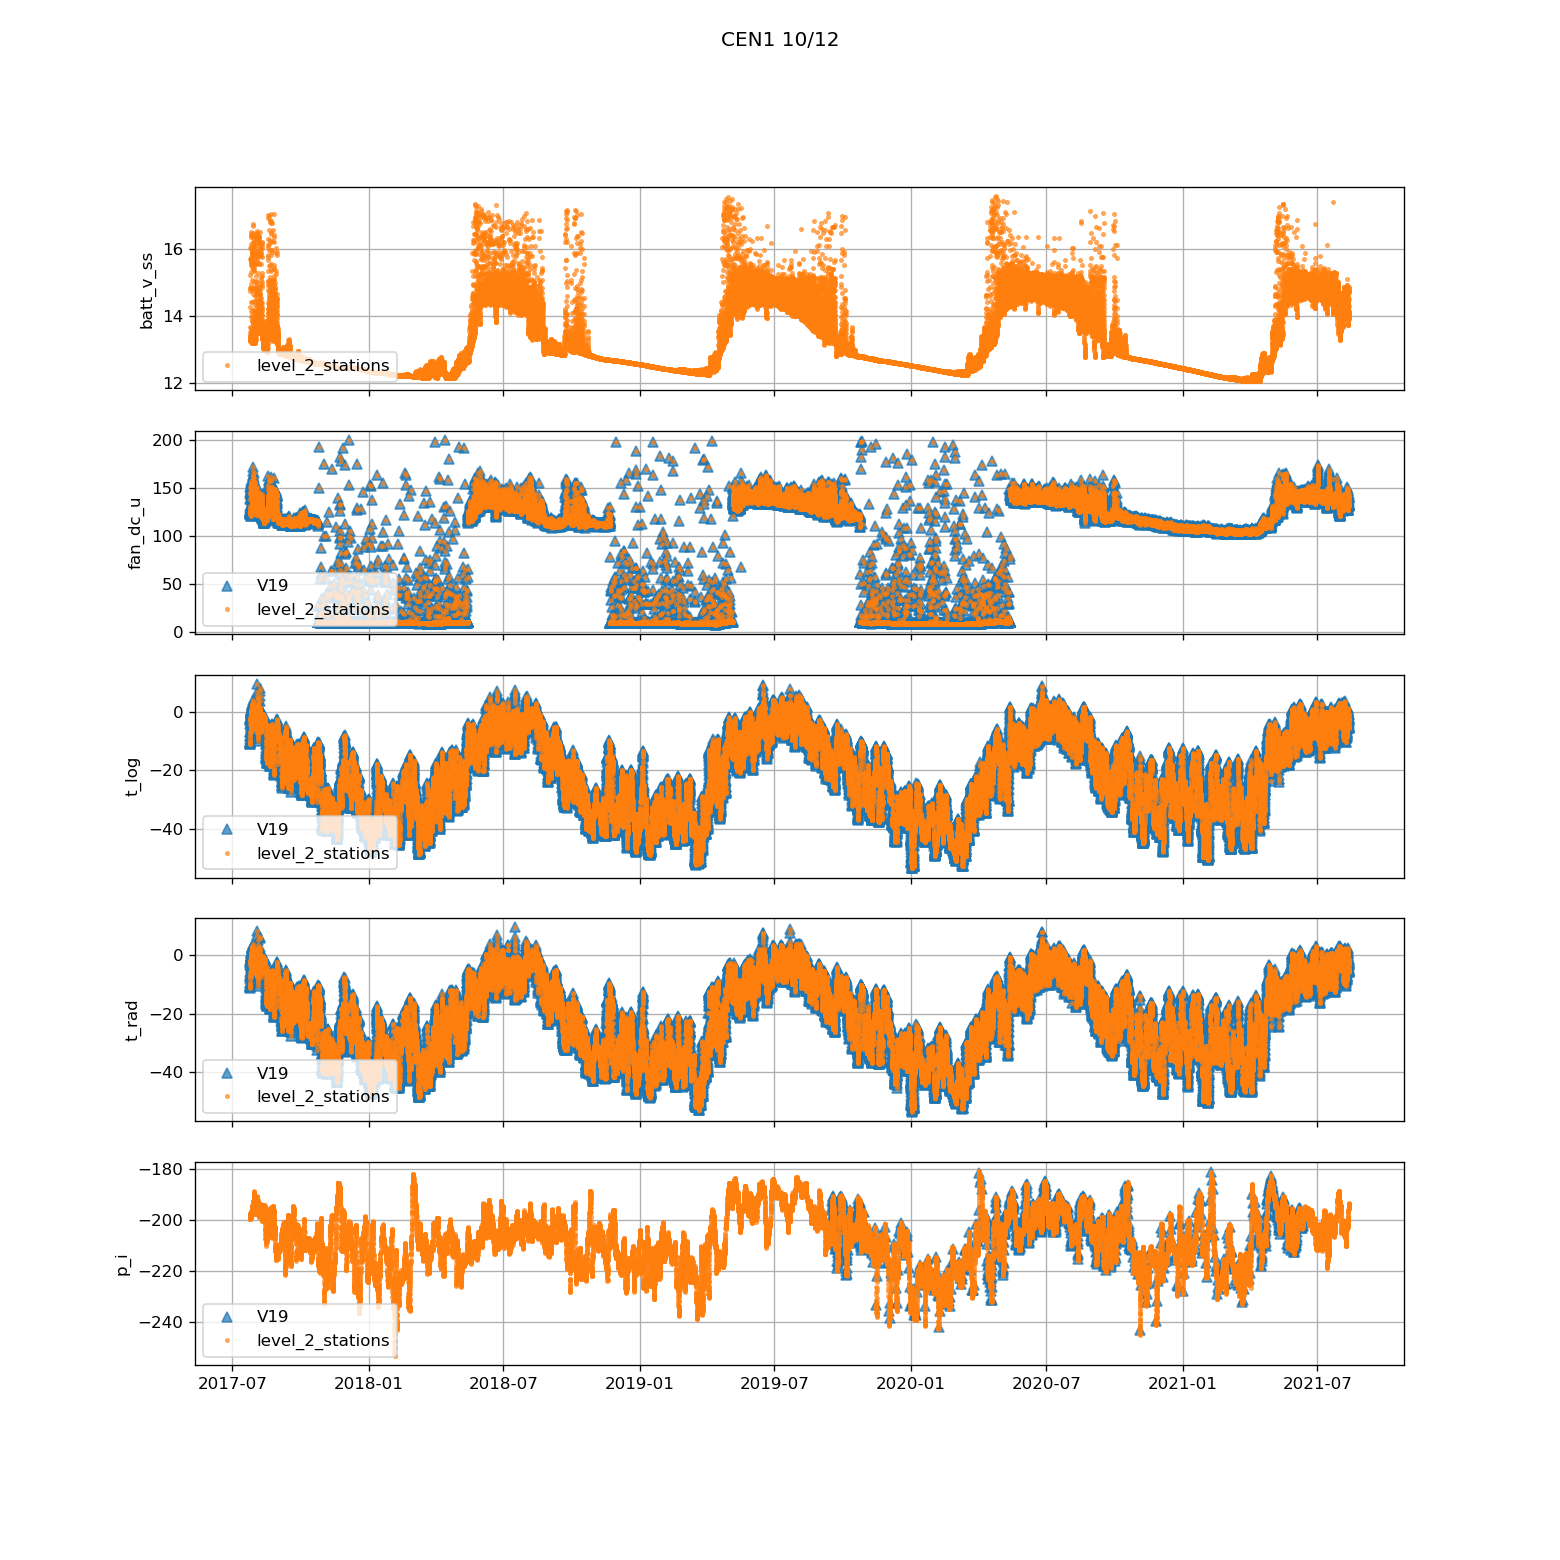 CEN1 10/12
batt_v_ss
16
14
12
level_2_stations
fan_dc_u
200
150
100
50
0
V19
level_2_stations
t_log
0
−20
−40
V19
level_2_stations
t_rad
0
−20
−40
V19
level_2_stations
p_i
−180
−200
−220
−240
V19
level_2_stations
2017-07 2018-01 2018-07 2019-01 2019-07 2020-01 2020-07 2021-01 2021-07